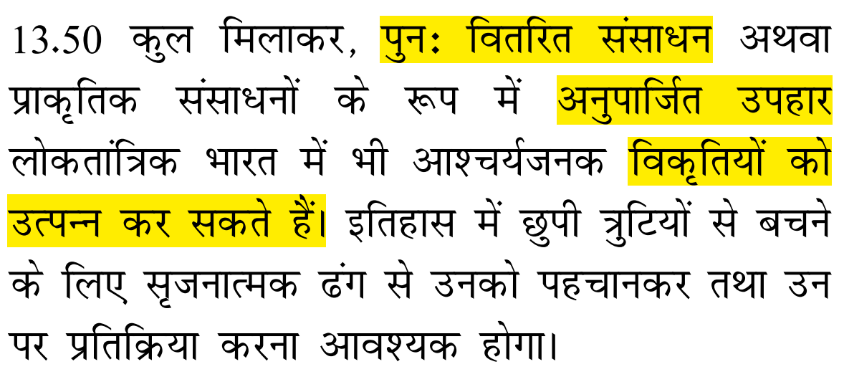 13.50 कुल मिलाकर, पुनः वितरित संसाधन अथवा
प्राकृतिक संसाधनों के रूप में अनुपार्जित उपहार
लोकतांत्रिक भारत में भी आश्चर्यजनक विकृतियों को
उत्पन्न कर सकते हैं। इतिहास में छुपी त्रुटियों से बचने
के लिए सृजनात्मक ढंग से उनको पहचानकर तथा उन
पर प्रतिक्रिया करना आवश्यक होगा।